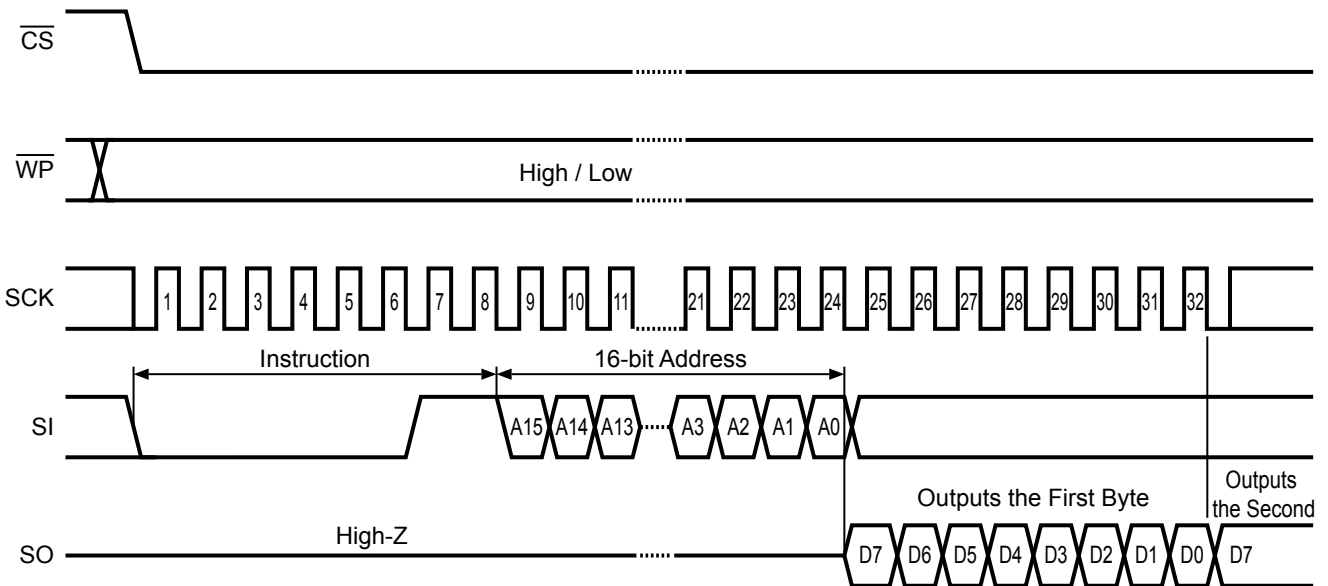 CS
WP
High / Low
SCK
1 2 3 4 5 6 7 8 9 10 11 21 22 23 24 25 26 27 28 29 30 31 32
Instruction
16-bit Address
SI
A15 A14 A13 A3 A2 A1 A0
Outputs the First Byte
Outputs
the Second
SO
High-Z
D7 D6 D5 D4 D3 D2 D1 D0 D7